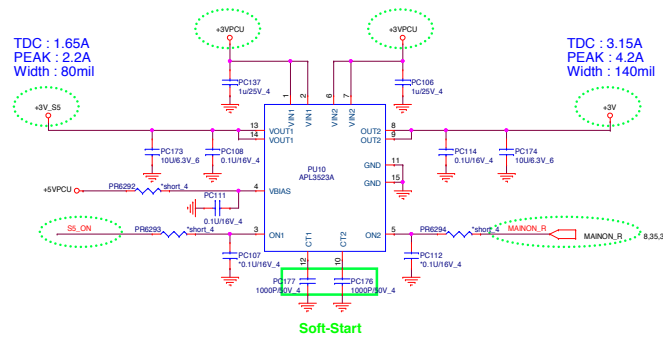 +3VPCU
+3VPCU
TDC : 1.65A
PEAK : 2.2A
Width : 80mil
TDC : 3.15A
PEAK : 4.2A
Width : 140mil
PC137
1u/25V_4
PC106
1u/25V_4
1
2
6
7
VIN1
VIN1
VIN2
VIN2
+3V_S5
+3V
13
14
VOUT1
VOUT1
8
9
OUT2
OUT2
PC173
10U/6.3V_6
PC108
0.1U/16V_4
PC114
0.1U/16V_4
PC174
10U/6.3V_6
PU10
APL3523A
GND
11
GND
15
+5VPCU
PR6292
*short_4
4
VBIAS
PC111
0.1U/16V_4
S5_ON
PR6293
*short_4
3
ON1
ON2
5
PR6294
*short_4
MAINON_R
MAINON_R
8,35,3
CT1
CT2
12
10
PC107
*0.1U/16V_4
PC112
*0.1U/16V_4
PC177
1000P/50V_4
PC176
1000P/50V_4
Soft-Start